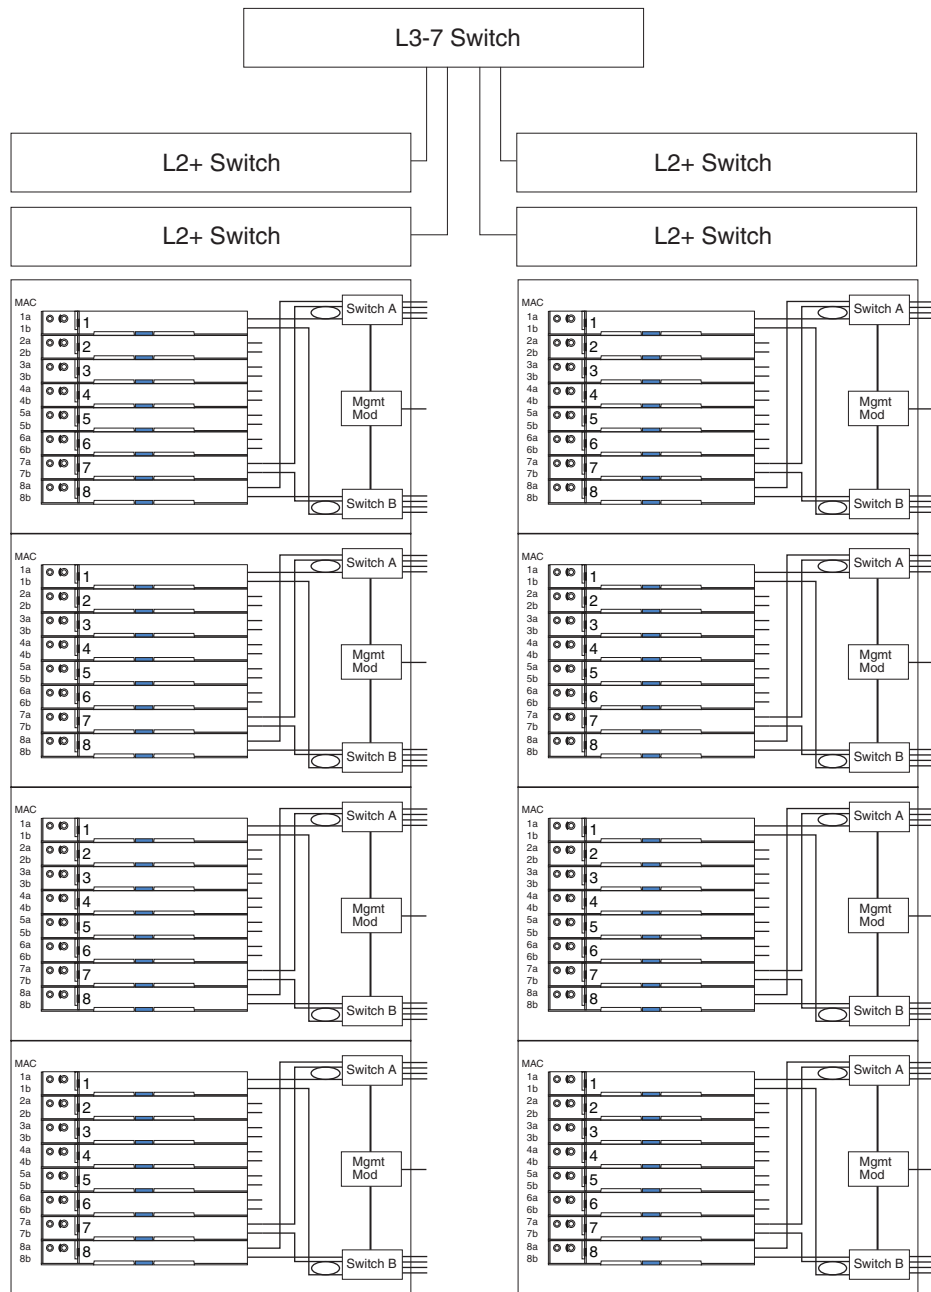 L3-7 Switch
L2+ Switch
L2+ Switch
L2+ Switch
L2+ Switch
MAC
1a
1b
2a
2b
3a
3b
4a
4b
5a
5b
6a
6b
7a
7b
8a
8b
1
2
3
4
5
6
7
8
Switch A
Mgmt
Mod
Switch B
MAC
1a
1b
2a
2b
3a
3b
4a
4b
5a
5b
6a
6b
7a
7b
8a
8b
1
2
3
4
5
6
7
8
Switch A
Mgmt
Mod
Switch B
MAC
1a
1b
2a
2b
3a
3b
4a
4b
5a
5b
6a
6b
7a
7b
8a
8b
1
2
3
4
5
6
7
8
Switch A
Mgmt
Mod
Switch B
MAC
1a
1b
2a
2b
3a
3b
4a
4b
5a
5b
6a
6b
7a
7b
8a
8b
1
2
3
4
5
6
7
8
Switch A
Mgmt
Mod
Switch B
MAC
1a
1b
2a
2b
3a
3b
4a
4b
5a
5b
6a
6b
7a
7b
8a
8b
1
2
3
4
5
6
7
8
Switch A
Mgmt
Mod
Switch B
MAC
1a
1b
2a
2b
3a
3b
4a
4b
5a
5b
6a
6b
7a
7b
8a
8b
1
2
3
4
5
6
7
8
Switch A
Mgmt
Mod
Switch B
MAC
1a
1b
2a
2b
3a
3b
4a
4b
5a
5b
6a
6b
7a
7b
8a
8b
1
2
3
4
5
6
7
8
Switch A
Mgmt
Mod
Switch B
MAC
1a
1b
2a
2b
3a
3b
4a
4b
5a
5b
6a
6b
7a
7b
8a
8b
1
2
3
4
5
6
7
8
Switch A
Mgmt
Mod
Switch B